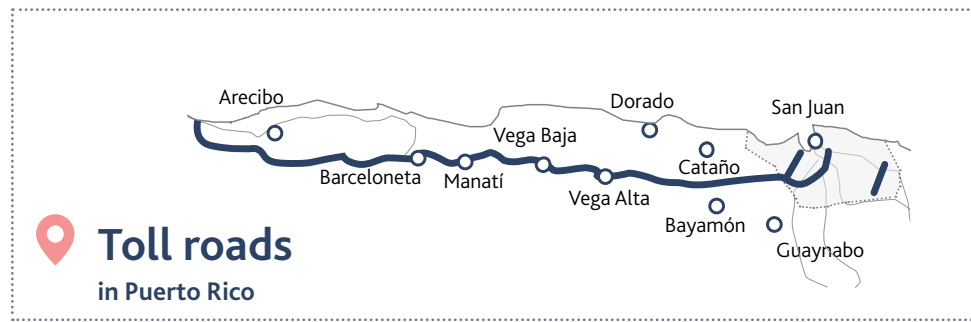 Arecibo
Dorado
San Juan
Vega Baja
Cataño
Barceloneta
Manatí
Vega Alta
Bayamón
Guaynabo
Toll roads
in Puerto Rico